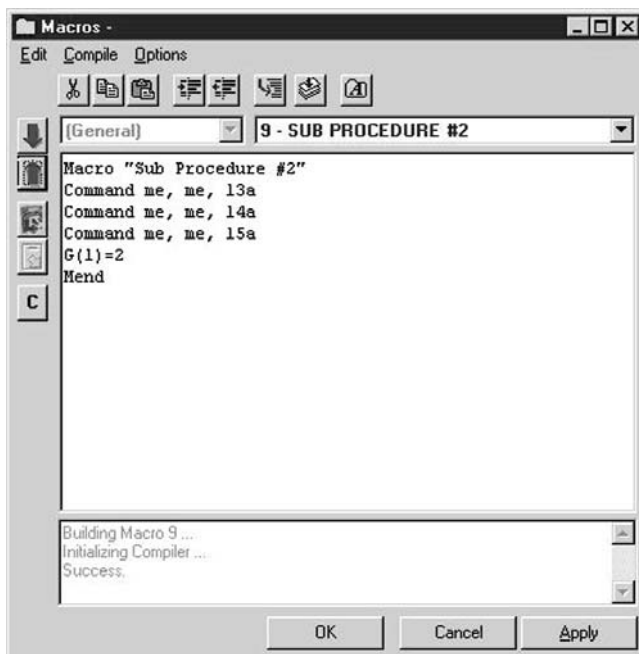 Macros -
Edit Compile Options
(General) 9 - SUB PROCEDURE #2
Macro "Sub Procedure #2"
Command me, me, 13a
Command me, me, 14a
Command me, me, 15a
G(1)=2
Mend
C
Building Macro 9 ...
Initializing Compiler ...
Success.
OK Cancel Apply